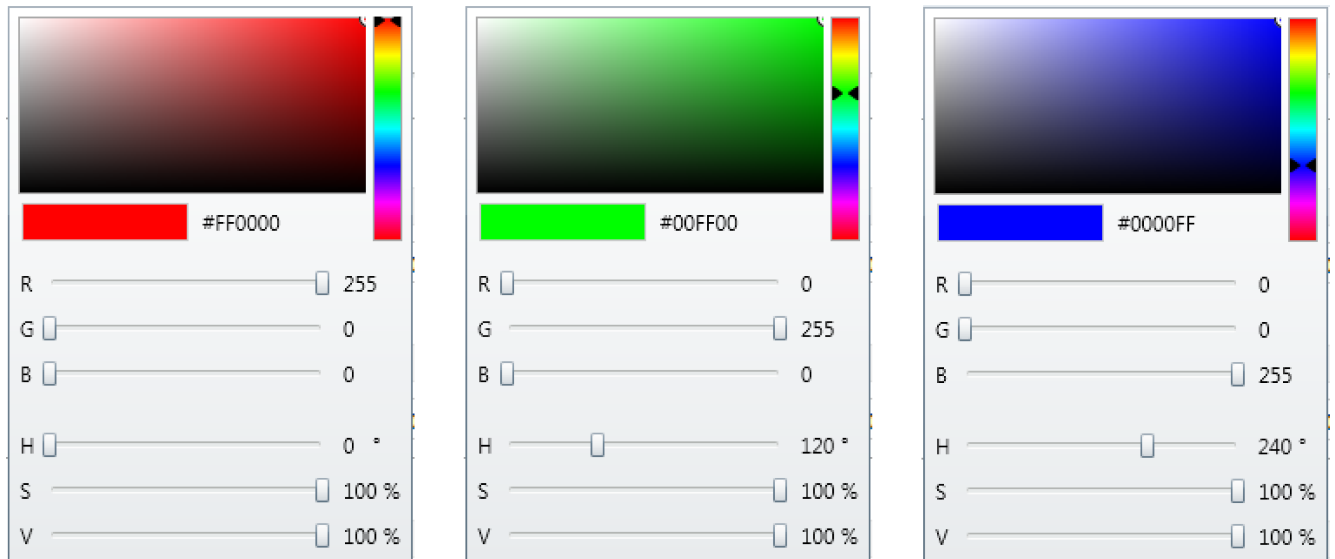 #FF0000
R 255
G 0
B 0
H 0 °
S 100 %
V 100 %
#00FF00
R 0
G 255
B 0
H 120 °
S 100 %
V 100 %
#0000FF
R 0
G 0
B 255
H 240 °
S 100 %
V 100 %